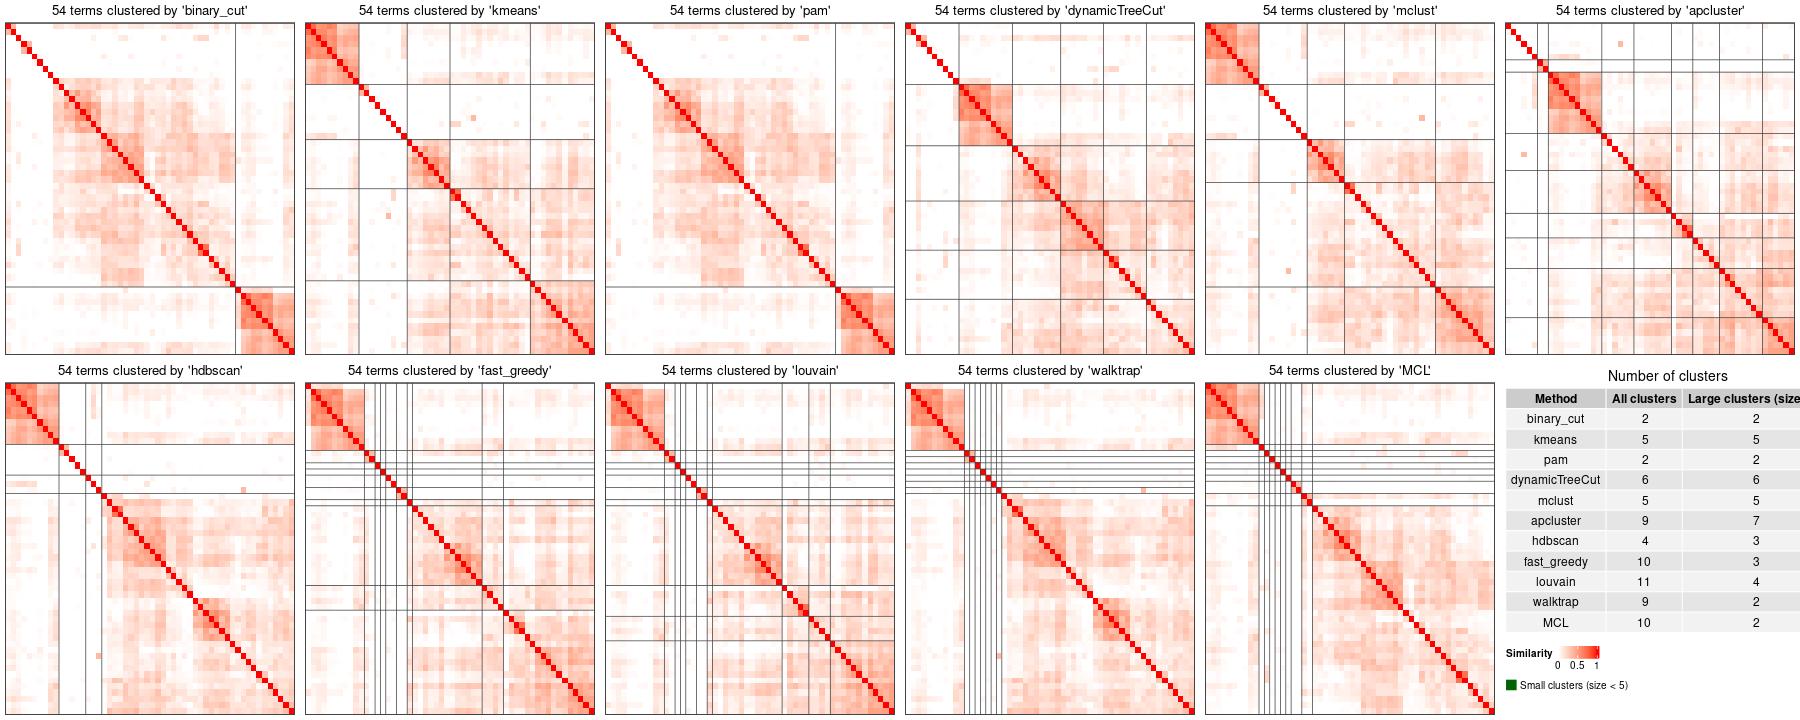 54 terms clustered by 'binary_cut'
54 terms clustered by 'kmeans'
54 terms clustered by 'pam'
54 terms clustered by 'dynamicTreeCut'
54 terms clustered by 'mclust'
54 terms clustered by 'apcluster'
54 terms clustered by 'hdbscan'
54 terms clustered by 'fast_greedy'
54 terms clustered by 'louvain'
54 terms clustered by 'walktrap'
54 terms clustered by 'MCL'
Number of clusters
Method All clusters Large clusters (size
binary_cut 2 2
kmeans 5 5
pam 2 2
dynamicTreeCut 6 6
mclust 5 5
apcluster 9 7
hdbscan 4 3
fast_greedy 10 3
louvain 11 4
walktrap 9 2
MCL 10 2
Similarity
0 0.5 1
Small clusters (size < 5)